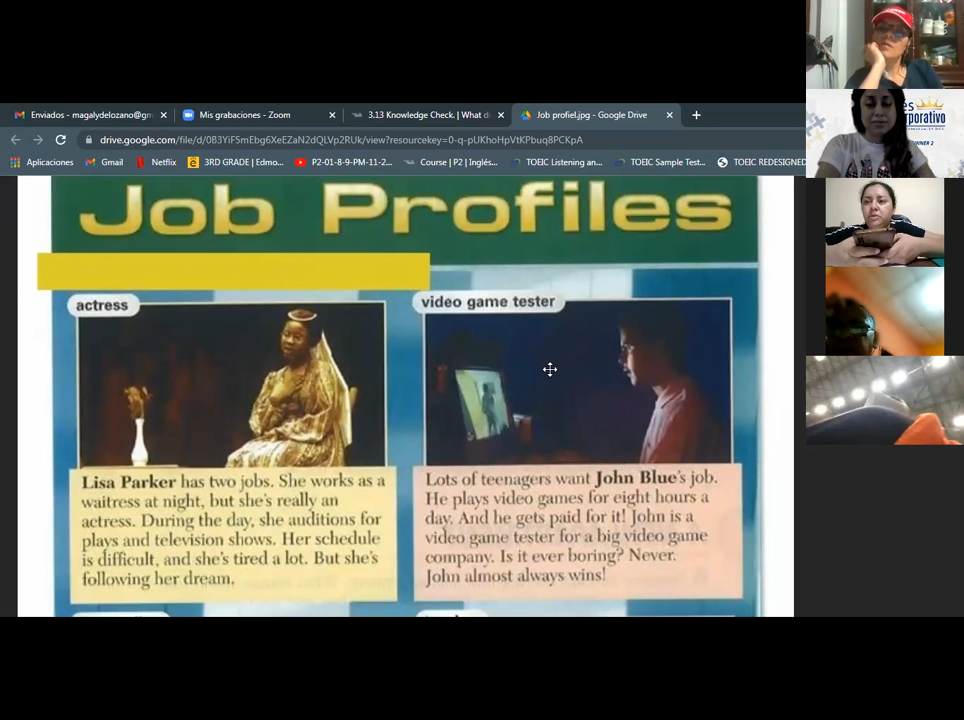 Enviados - magalydelozano@gm
Mis grabaciones - Zoom
3.13 Knowledge Check. | What d
Job profiel.jpg - Google Drive
drive.google.com/file/d/0B3YiF5mEbg6XeEZaN2dQLVp2RUk/view?resourcekey=0-q-pUKhoHpVtKPbuq8PCKpA
Aplicaciones
Gmail
Netflix
3RD GRADE | Edmo...
P2-01-8-9-PM-11-2...
Course | P2 | Inglés...
TOEIC Listening an...
TOEIC Sample Test...
TOEIC REDESIGNED
Job Profiles
actress
Lisa Parker has two jobs. She works as a
waitress at night, but she's really an
actress. During the day, she auditions for
plays and television shows. Her schedule
is difficult, and she's tired a lot. But she's
following her dream.
video game tester
Lots of teenagers want John Blue's job.
He plays video games for eight hours a
day. And he gets paid for it! John is a
video game tester for a big video game
company. Is it ever boring? Never.
John almost always wins!